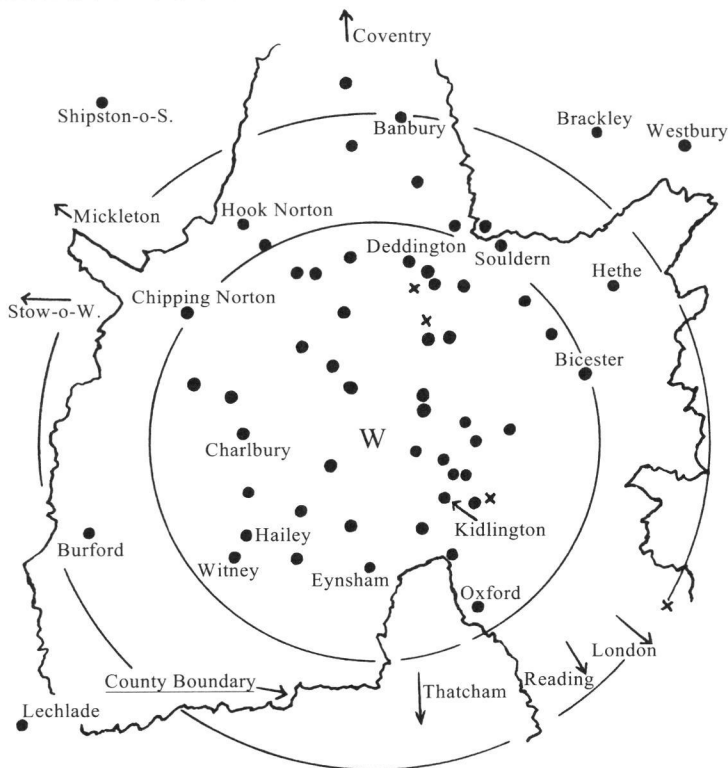 Coventry
Shipston-o-S.
Banbury
Brackley
Westbury
Mickleton
Hook Norton
Deddington
Souldern
Hethe
Stow-o-W.
Chipping Norton
Bicester
Charlbury
W
Kidlington
Hailey
Burford
Witney
Eynsham
Oxford
London
County Boundary
Thatcham
Reading
Lechlade